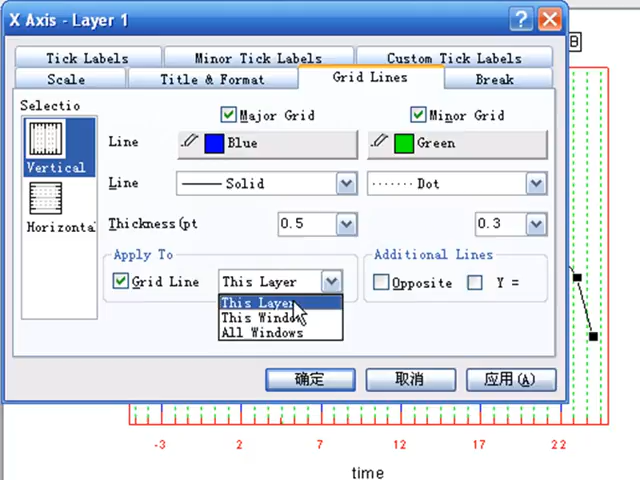 X Axis - Layer 1
Tick Labels Minor Tick Labels Custom Tick Labels
Scale Title & Format Grid Lines Break
Selectio
Major Grid Minor Grid
Line Blue Green
Vertical
Line Solid Dot
Horizonta
Thickness(pt 0.5 0.3
Apply To Additional Lines
Grid Line This Layer Opposite Y =
This Layer
This Window
All Windows
确定 取消 应用(A)
-3 2 7 12 17 22
time